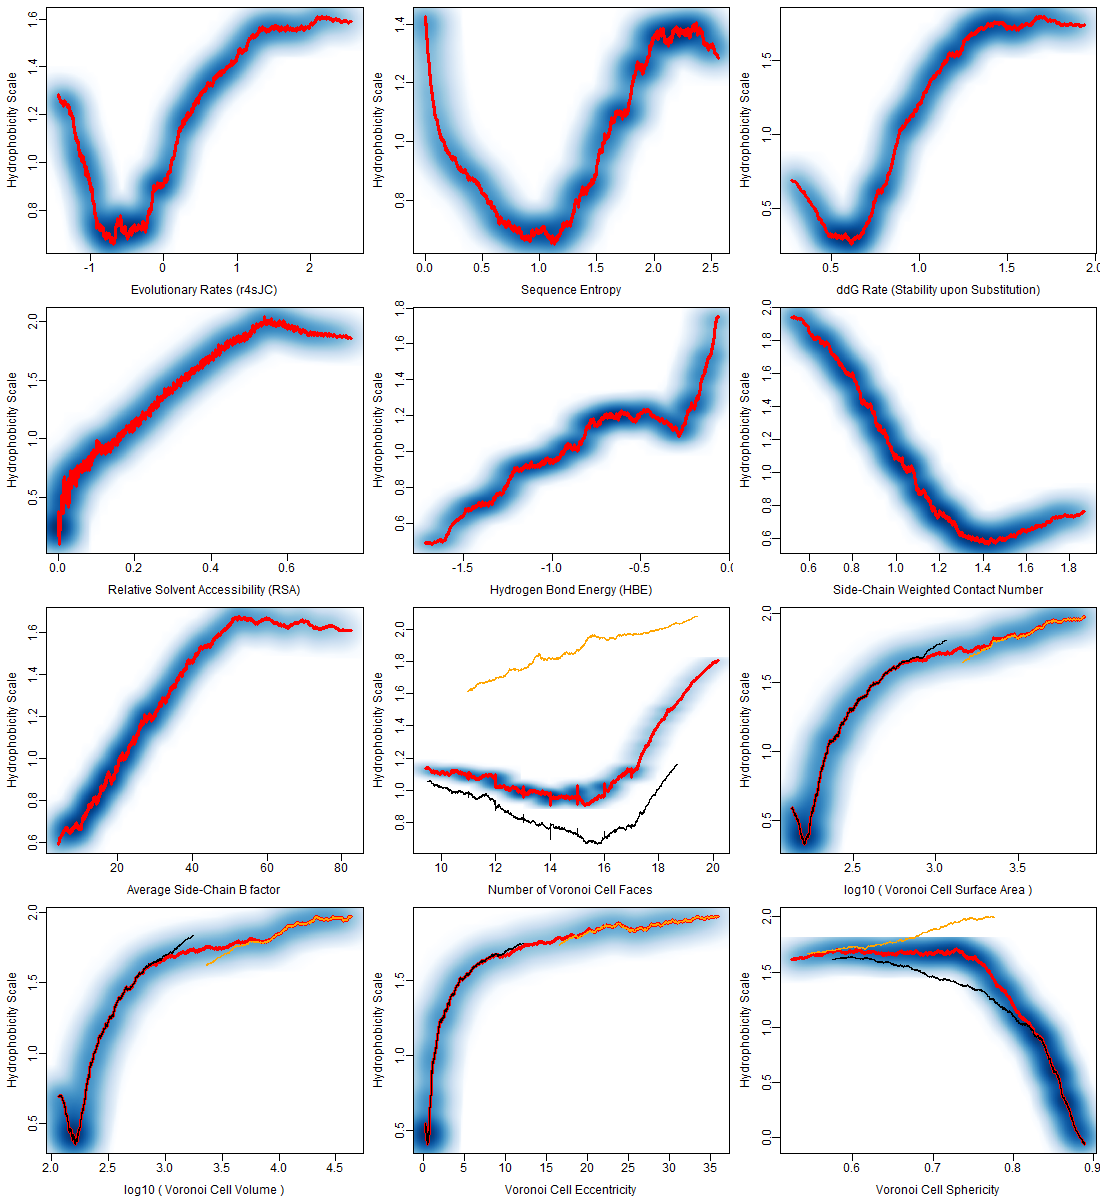 Hydrophobicity Scale
0.8 1.0 1.2 1.4 1.6
-1 0 1 2
Evolutionary Rates (r4sJC)
Hydrophobicity Scale
0.8 1.0 1.2 1.4
0.0 0.5 1.0 1.5 2.0 2.5
Sequence Entropy
Hydrophobicity Scale
0.5 1.0 1.5
0.5 1.0 1.5 2.0
ddG Rate (Stability upon Substitution)
Hydrophobicity Scale
0.5 1.0 1.5 2.0
0.0 0.2 0.4 0.6
Relative Solvent Accessibility (RSA)
Hydrophobicity Scale
0.6 0.8 1.0 1.2 1.4 1.6 1.8
-1.5 -1.0 -0.5 0.0
Hydrogen Bond Energy (HBE)
Hydrophobicity Scale
0.6 0.8 1.0 1.2 1.4 1.6 1.8 2.0
0.6 0.8 1.0 1.2 1.4 1.6 1.8
Side-Chain Weighted Contact Number
Hydrophobicity Scale
0.6 0.8 1.0 1.2 1.4 1.6
20 40 60 80
Average Side-Chain B factor
Hydrophobicity Scale
0.8 1.0 1.2 1.4 1.6 1.8 2.0
10 12 14 16 18 20
Number of Voronoi Cell Faces
Hydrophobicity Scale
0.5 1.0 1.5 2.0
2.5 3.0 3.5
log10 ( Voronoi Cell Surface Area )
Hydrophobicity Scale
0.5 1.0 1.5 2.0
2.0 2.5 3.0 3.5 4.0 4.5
log10 ( Voronoi Cell Volume )
Hydrophobicity Scale
0.5 1.0 1.5
0 5 10 15 20 25 30 35
Voronoi Cell Eccentricity
Hydrophobicity Scale
0.0 0.5 1.0 1.5 2.0
0.6 0.7 0.8 0.9
Voronoi Cell Sphericity